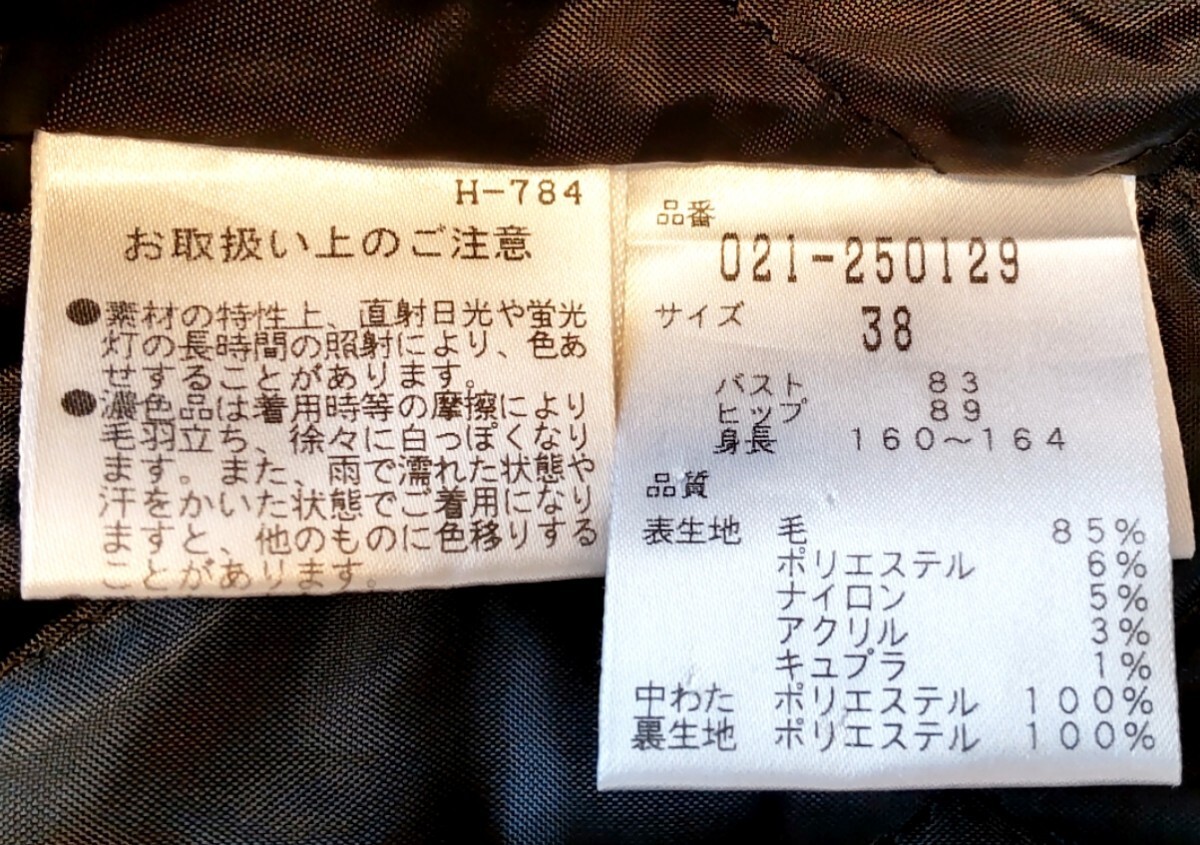 H-784
お取扱い上のご注意
●素材の特性上、直射日光や蛍光
灯の長時間の照射により、色あ
せすることがあります。
●濃色品は着用時等の摩擦により
毛羽立ち、徐々に白っぽくなり
ます。また、雨で濡れた状態や
汗をかいた状態でご着用になり
ますと、他のものに色移りする
ことがあります。
品番
021-250129
サイズ 38
バスト 83
ヒップ 89
身長 160～164
品質
表生地 毛 85%
ポリエステル 6%
ナイロン 5%
アクリル 3%
キュプラ 1%
中わた ポリエステル 100%
裏生地 ポリエステル 100%